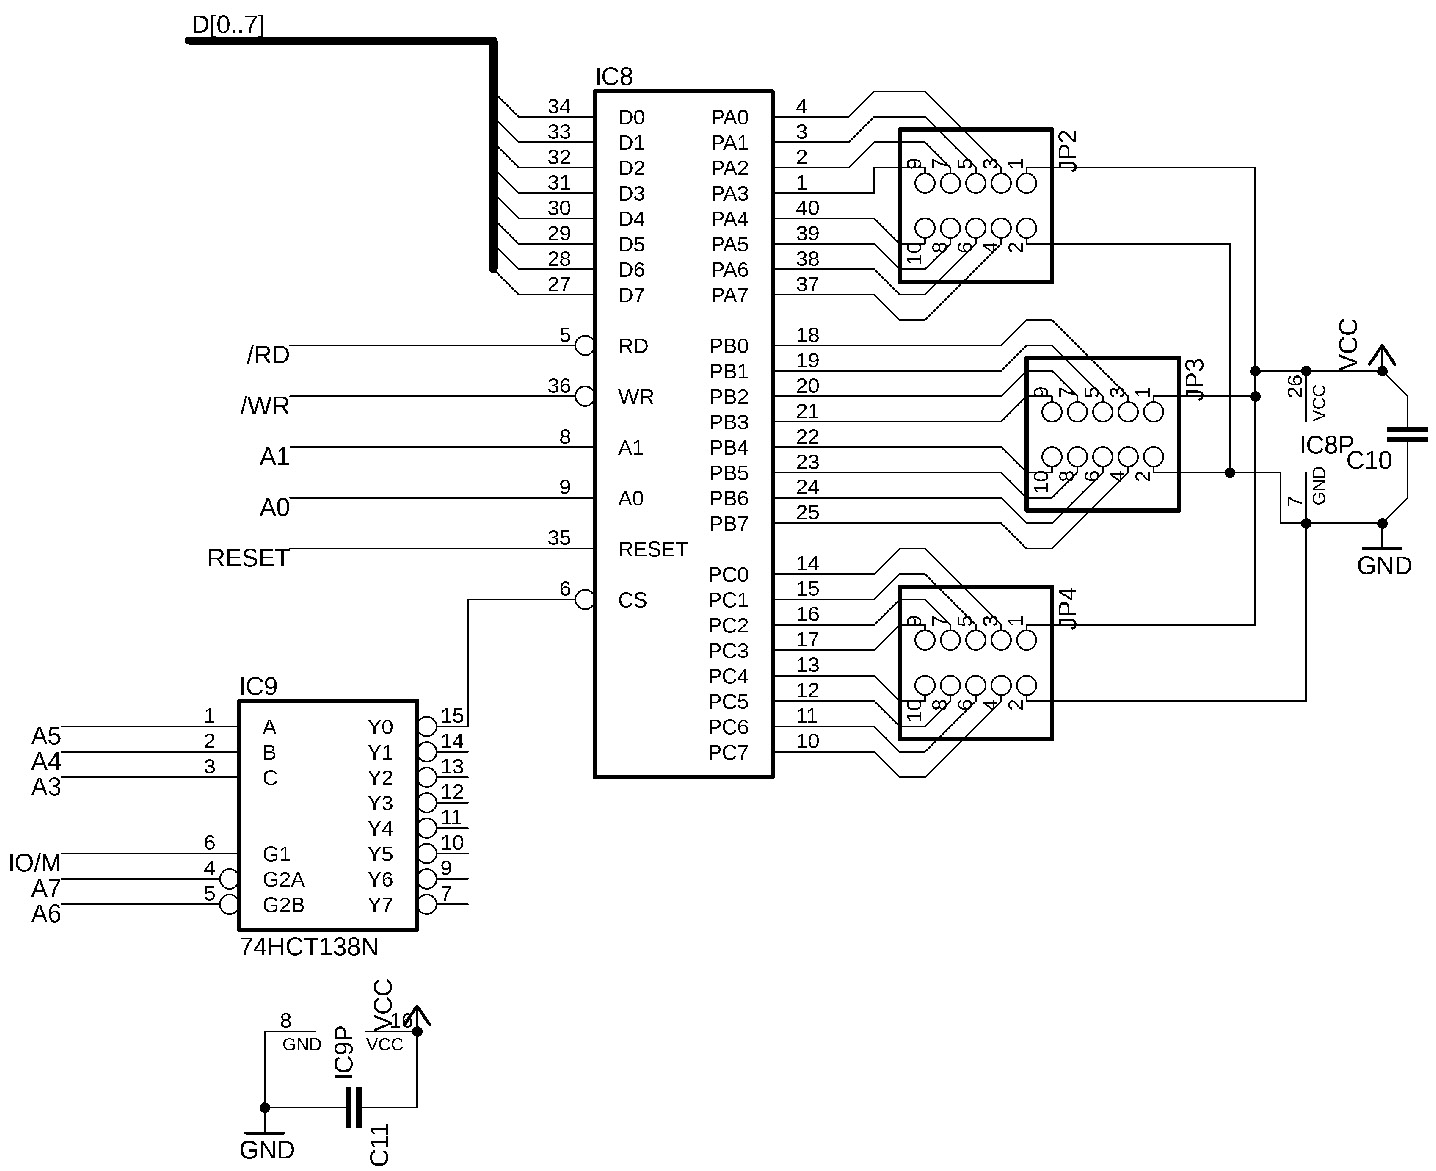 D[0..7]
IC8
34 D0 PA0 4
33 D1 PA1 3
32 D2 PA2 2
31 D3 PA3 1
30 D4 PA4 40
29 D5 PA5 39
28 D6 PA6 38
27 D7 PA7 37
9 7 5 3 1
10 8 6 4 2
JP2
/RD 5 RD PB0 18
PB1 19
/WR 36 WR PB2 20
PB3 21
A1 8 A1 PB4 22
PB5 23
A0 9 A0 PB6 24
PB7 25
9 7 5 3 1
10 8 6 4 2
JP3
VCC
26 VCC
IC8P
C10
7 GND
GND
RESET 35 RESET
PC0 14
6 CS PC1 15
PC2 16
PC3 17
PC4 13
PC5 12
PC6 11
PC7 10
9 7 5 3 1
10 8 6 4 2
JP4
IC9
A5 1 A Y0 15
A4 2 B Y1 14
A3 3 C Y2 13
Y3 12
Y4 11
IO/M 6 G1 Y5 10
A7 4 G2A Y6 9
A6 5 G2B Y7 7
74HCT138N
VCC
8 16
GND IC9P VCC
GND
C11